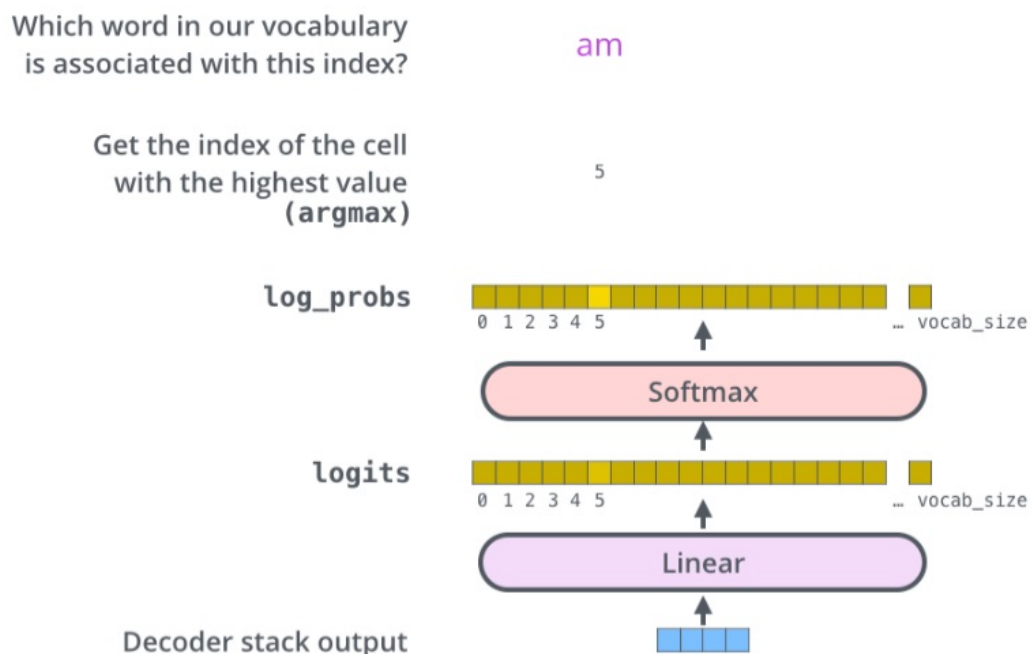 Which word in our vocabulary
is associated with this index?
am
Get the index of the cell
with the highest value
(argmax)
5
log_probs
0 1 2 3 4 5 … vocab_size
Softmax
logits
0 1 2 3 4 5 … vocab_size
Linear
Decoder stack output